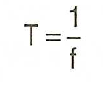 T = 1/f